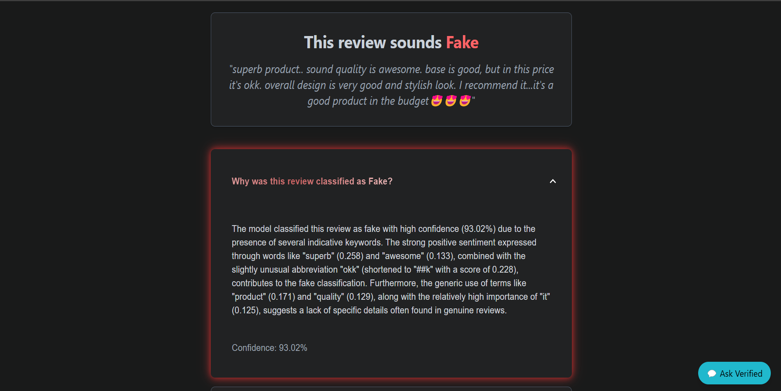 This review sounds Fake
"superb product.. sound quality is awesome. base is good, but in this price
it's okk. overall design is very good and stylish look. I recommend it...it's a
good product in the budget 😍😍😍"
Why was this review classified as Fake?
The model classified this review as fake with high confidence (93.02%) due to the
presence of several indicative keywords. The strong positive sentiment expressed
through words like "superb" (0.258) and "awesome" (0.133), combined with the
slightly unusual abbreviation "okk" (shortened to "##k" with a score of 0.228),
contributes to the fake classification. Furthermore, the generic use of terms like
"product" (0.171) and "quality" (0.129), along with the relatively high importance of "it"
(0.125), suggests a lack of specific details often found in genuine reviews.
Confidence: 93.02%
Ask Verified